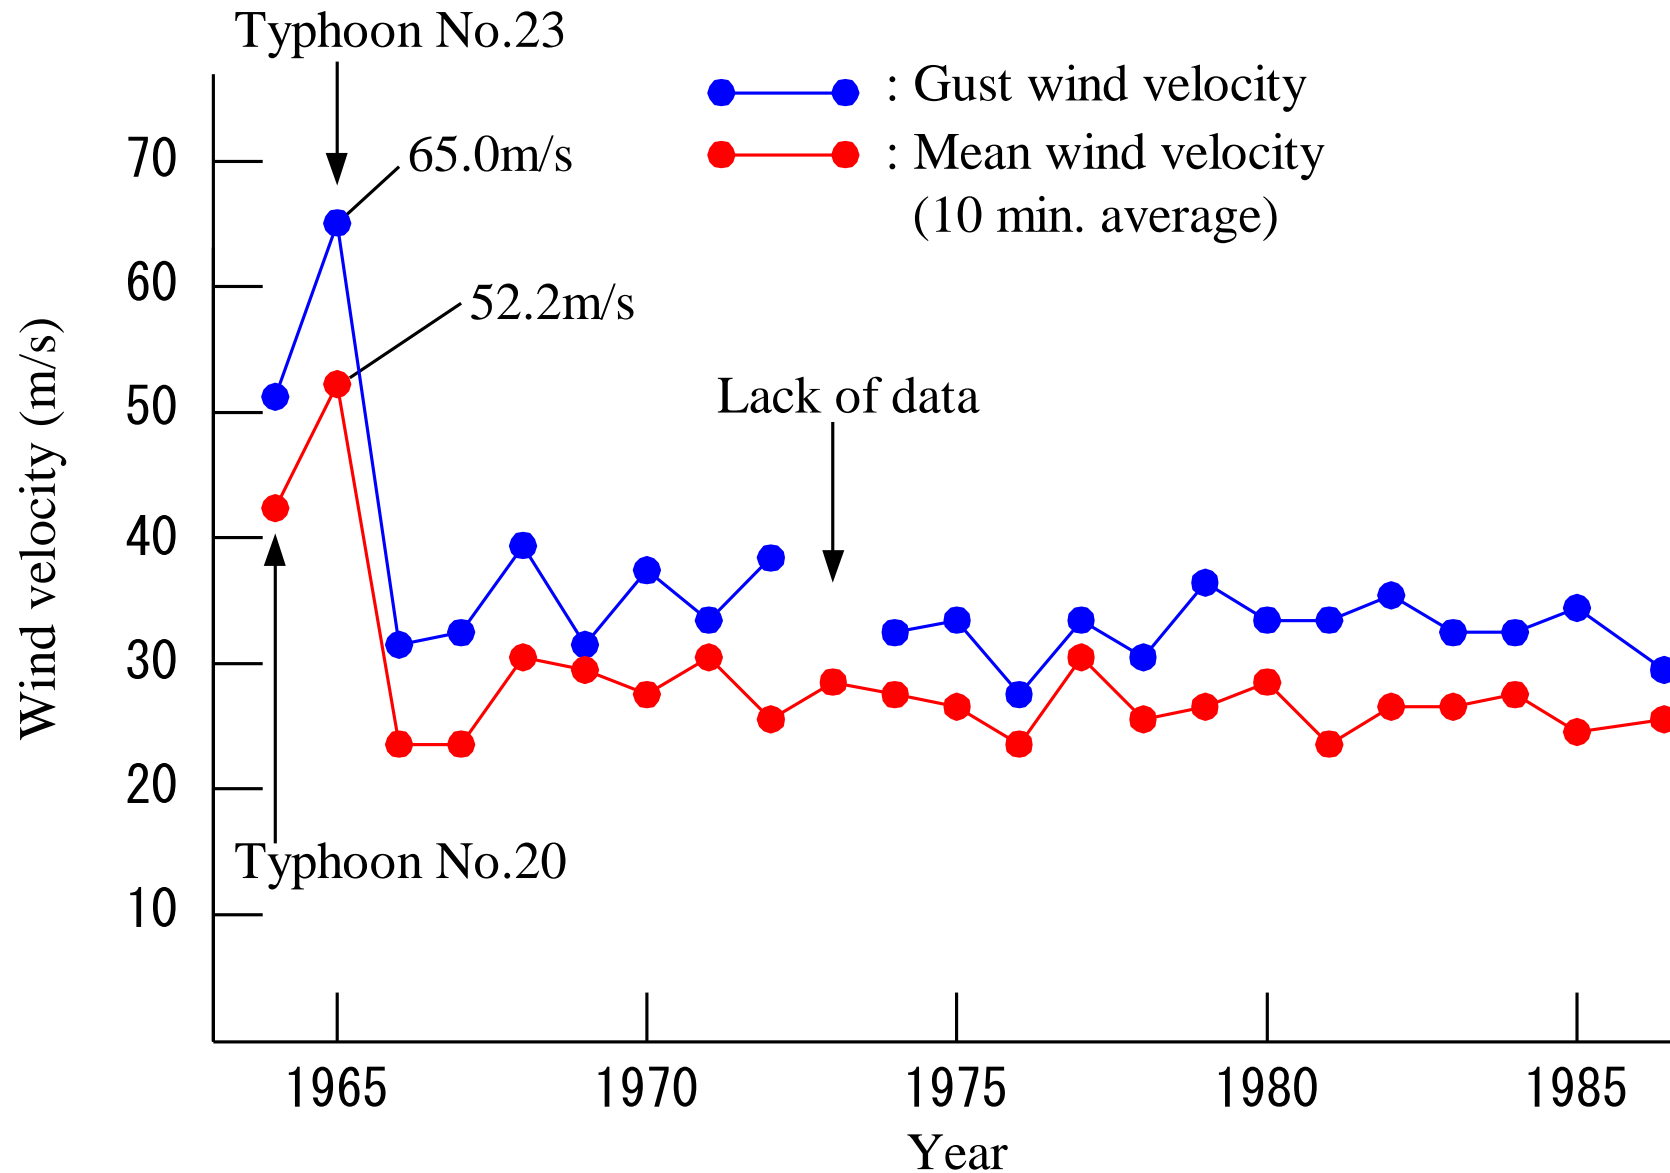 Typhoon No.23
: Gust wind velocity
: Mean wind velocity
(10 min. average)
65.0m/s
52.2m/s
Lack of data
Typhoon No.20
Wind velocity (m/s)
70
60
50
40
30
20
10
1965 1970 1975 1980 1985
Year